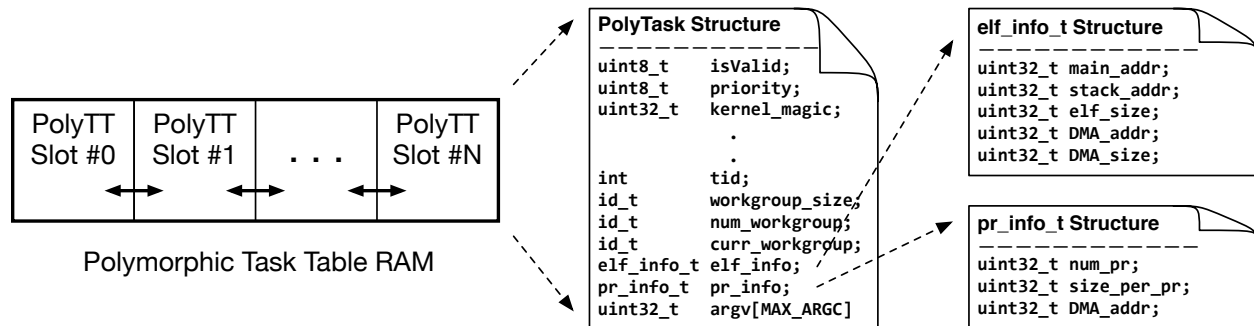 PolyTT
Slot #0
PolyTT
Slot #1
. . .
PolyTT
Slot #N
Polymorphic Task Table RAM
PolyTask Structure
uint8_t isValid;
uint8_t priority;
uint32_t kernel_magic;
.
.
int tid;
id_t workgroup_size;
id_t num_workgroup;
id_t curr_workgroup;
elf_info_t elf_info;
pr_info_t pr_info;
uint32_t argv[MAX_ARGC]
elf_info_t Structure
uint32_t main_addr;
uint32_t stack_addr;
uint32_t elf_size;
uint32_t DMA_addr;
uint32_t DMA_size;
pr_info_t Structure
uint32_t num_pr;
uint32_t size_per_pr;
uint32_t DMA_addr;